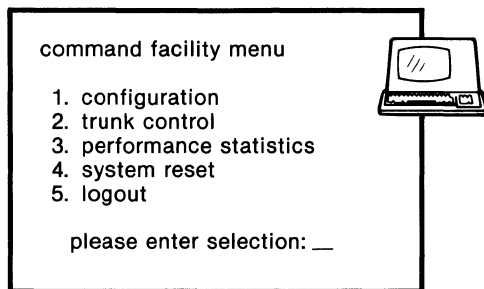 command facility menu
1. configuration
2. trunk control
3. performance statistics
4. system reset
5. logout
please enter selection: __